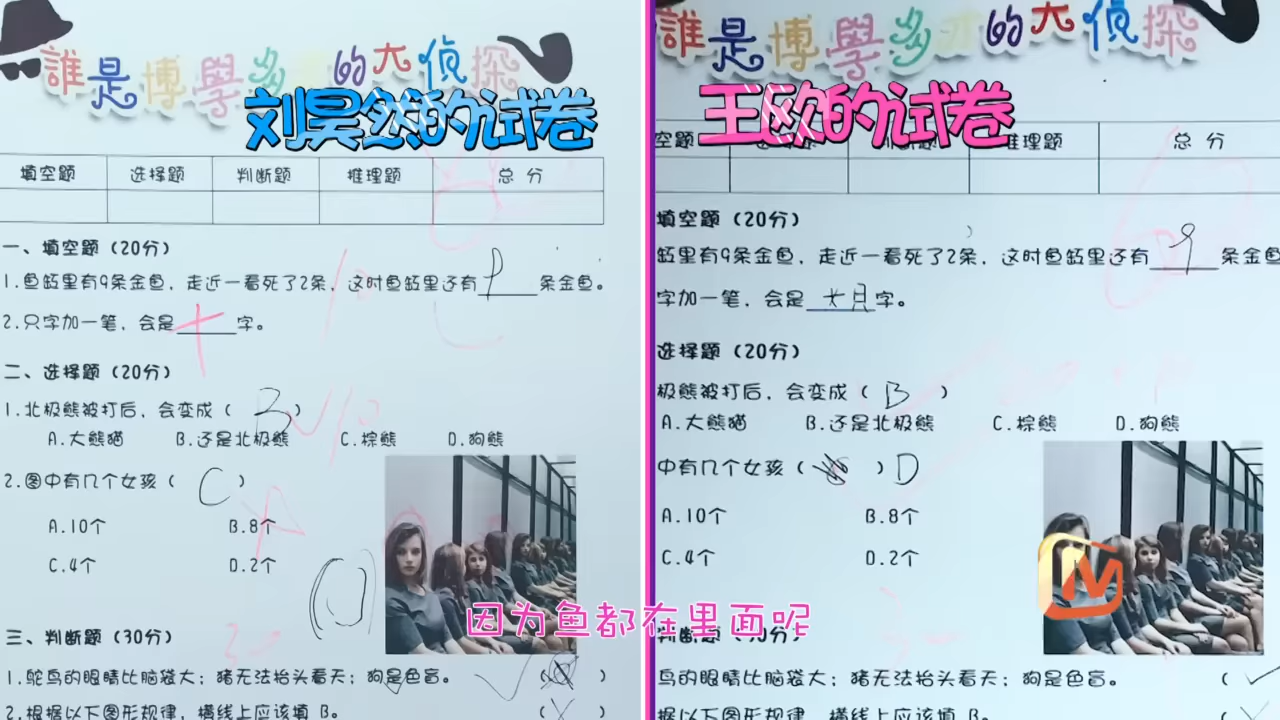 誰是博學多才的大偵探
刘昊然的试卷
填空题 选择题 判断题 推理题 总分
一、填空题（20分）
1.鱼缸里有9条金鱼，走近一看死了2条，这时鱼缸里还有 9 条金鱼。
2.只字加一笔，会是 字。
二、选择题（20分）
1.北极熊被打后，会变成（ B ）
A.大熊猫 B.还是北极熊 C.棕熊 D.狗熊
2.图中有几个女孩（ C ）
A.10个 B.8个
C.4个 D.2个
三、判断题（30分）
1.鸵鸟的眼睛比脑袋大；猪无法抬头看天；狗是色盲。（ ）
2.根据以下图形规律，横线上应该填 B。（ × ）
誰是博學多才的大偵探
王鸥的试卷
空题 判断题 推理题 总分
填空题（20分）
缸里有9条金鱼，走近一看死了2条，这时鱼缸里还有 9 条金鱼
字加一笔，会是 字。
选择题（20分）
极熊被打后，会变成（ B ）
A.大熊猫 B.还是北极熊 C.棕熊 D.狗熊
中有几个女孩（ ）D
A.10个 B.8个
C.4个 D.2个
判断题（30分）
鸟的眼睛比脑袋大；猪无法抬头看天；狗是色盲。（ ✓
据以下图形规律，横线上应该填 B。（
因为鱼都在里面呢